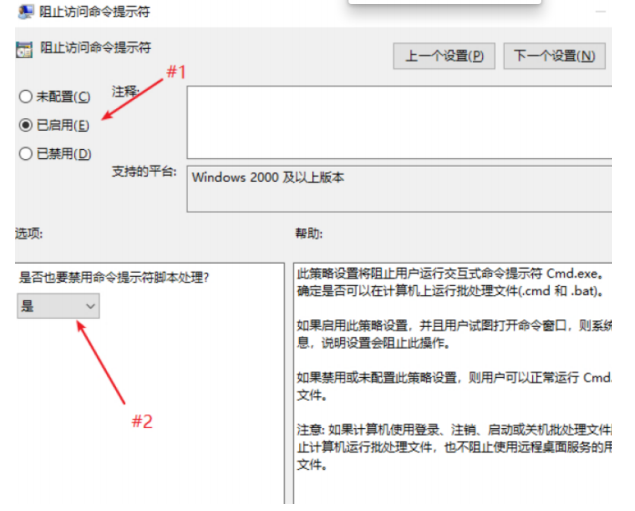 阻止访问命令提示符
阻止访问命令提示符
上一个设置(P)
下一个设置(N)
#1
未配置(C)
注释:
已启用(E)
已禁用(D)
支持的平台:
Windows 2000 及以上版本
选项:
帮助:
是否也要禁用命令提示符脚本处理?
是
#2
此策略设置将阻止用户运行交互式命令提示符 Cmd.exe。
确定是否可以在计算机上运行批处理文件(.cmd 和 .bat)。
如果启用此策略设置，并且用户试图打开命令窗口，则系统
息，说明设置会阻止此操作。
如果禁用或未配置此策略设置，则用户可以正常运行 Cmd.
文件。
注意: 如果计算机使用登录、注销、启动或关机批处理文件
止计算机运行批处理文件，也不阻止使用远程桌面服务的用
文件。